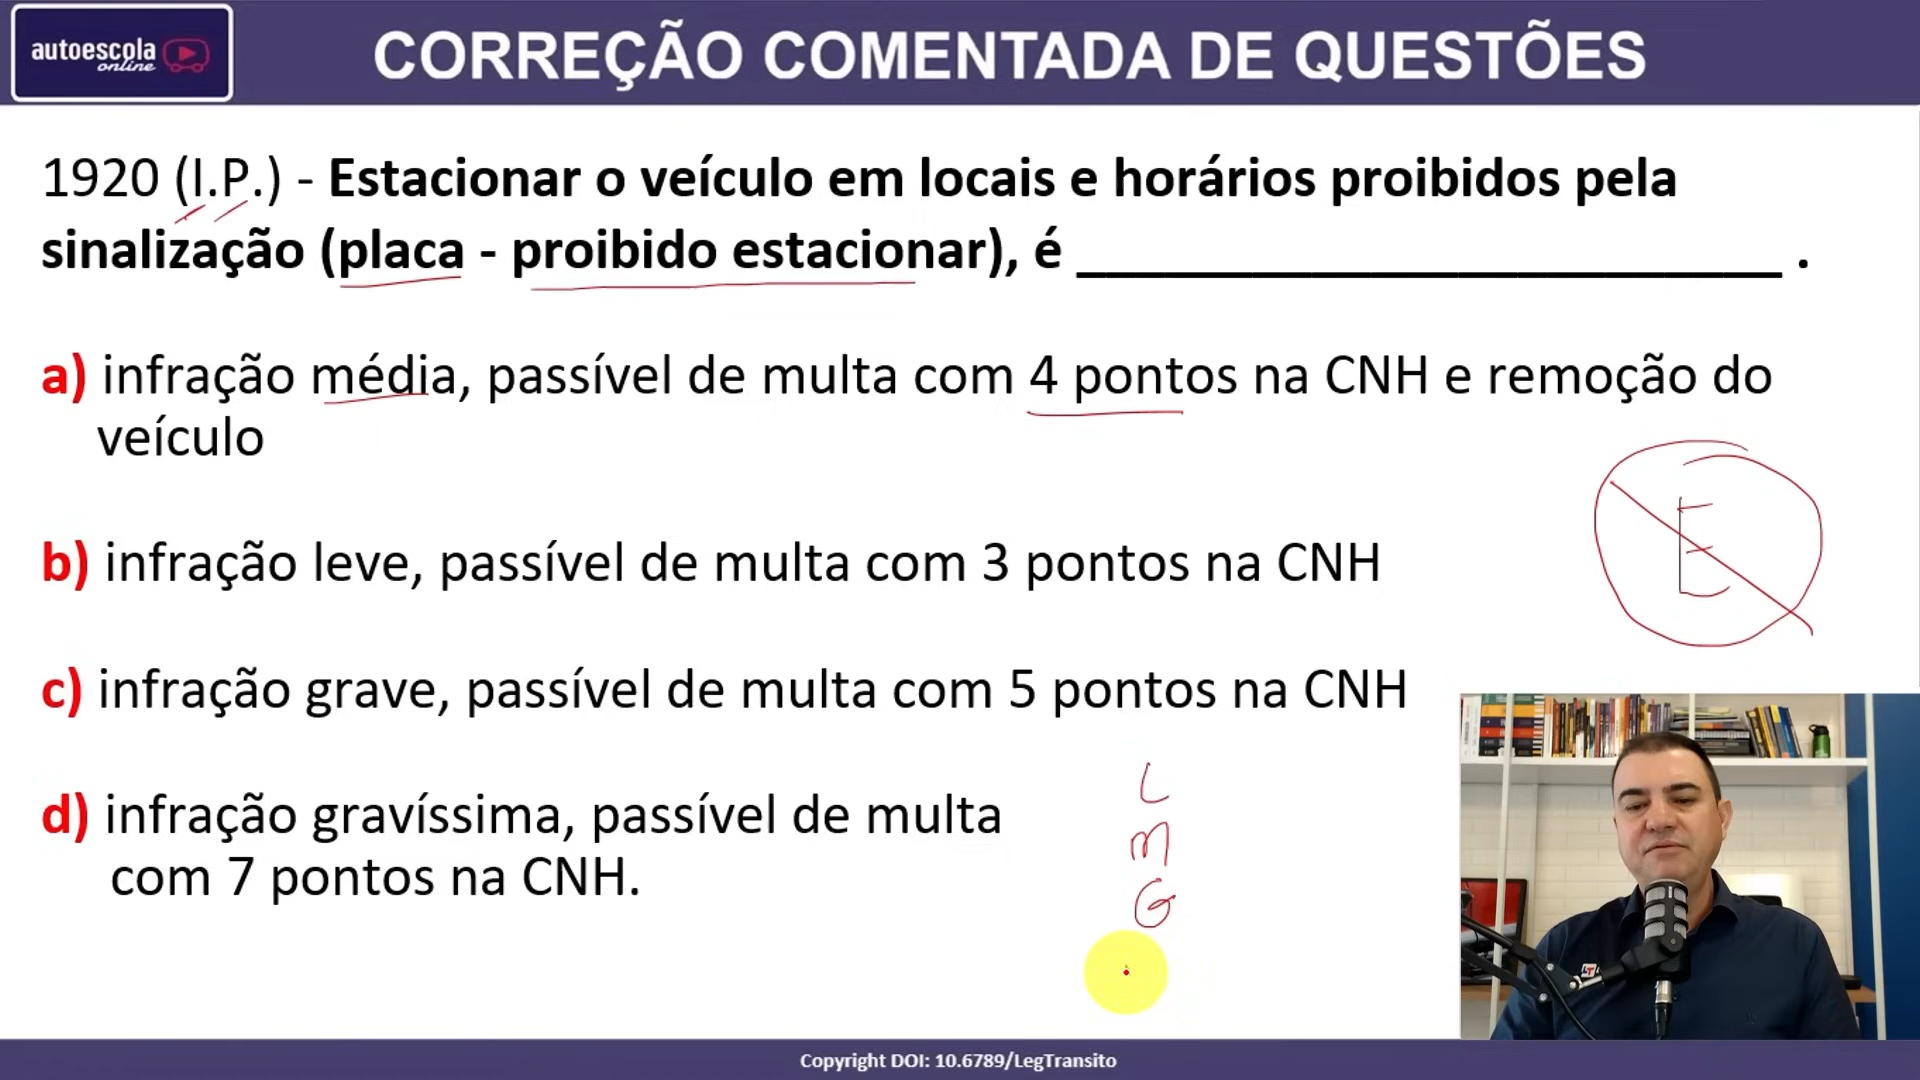 autoescola
online
CORREÇÃO COMENTADA DE QUESTÕES
1920 (I.P.) - Estacionar o veículo em locais e horários proibidos pela
sinalização (placa - proibido estacionar), é ________________________ .
a) infração média, passível de multa com 4 pontos na CNH e remoção do
veículo
E
b) infração leve, passível de multa com 3 pontos na CNH
c) infração grave, passível de multa com 5 pontos na CNH
L
d) infração gravíssima, passível de multa
M
com 7 pontos na CNH.
G
Copyright DOI: 10.6789/LegTransito